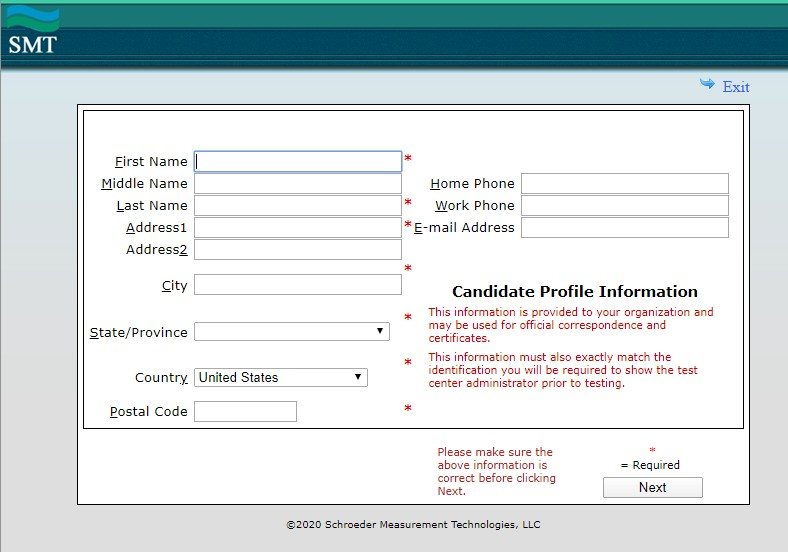 SMT
Exit
First Name *
Middle Name
Home Phone
Last Name *
Work Phone
Address1 *
E-mail Address
Address2
*
City
Candidate Profile Information
This information is provided to your organization and
may be used for official correspondence and
certificates.
*
State/Province
This information must also exactly match the
identification you will be required to show the test
center administrator prior to testing.
*
Country United States
Postal Code *
Please make sure the
above information is
correct before clicking
Next.
*
= Required
Next
©2020 Schroeder Measurement Technologies, LLC